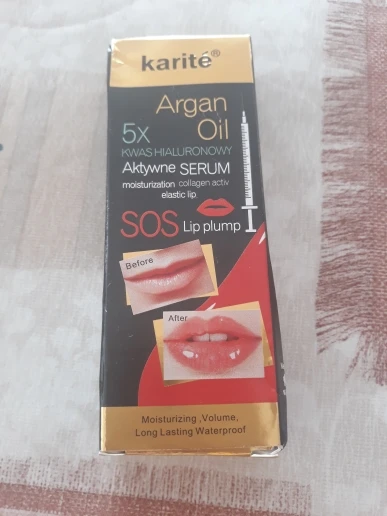 karité®
Argan
Oil
5x
KWAS HIALURONOWY
Aktywne SERUM
moisturization collagen activ
elastic lip
SOS Lip plump
Before
After
Moisturizing ,Volume,
Long Lasting Waterproof